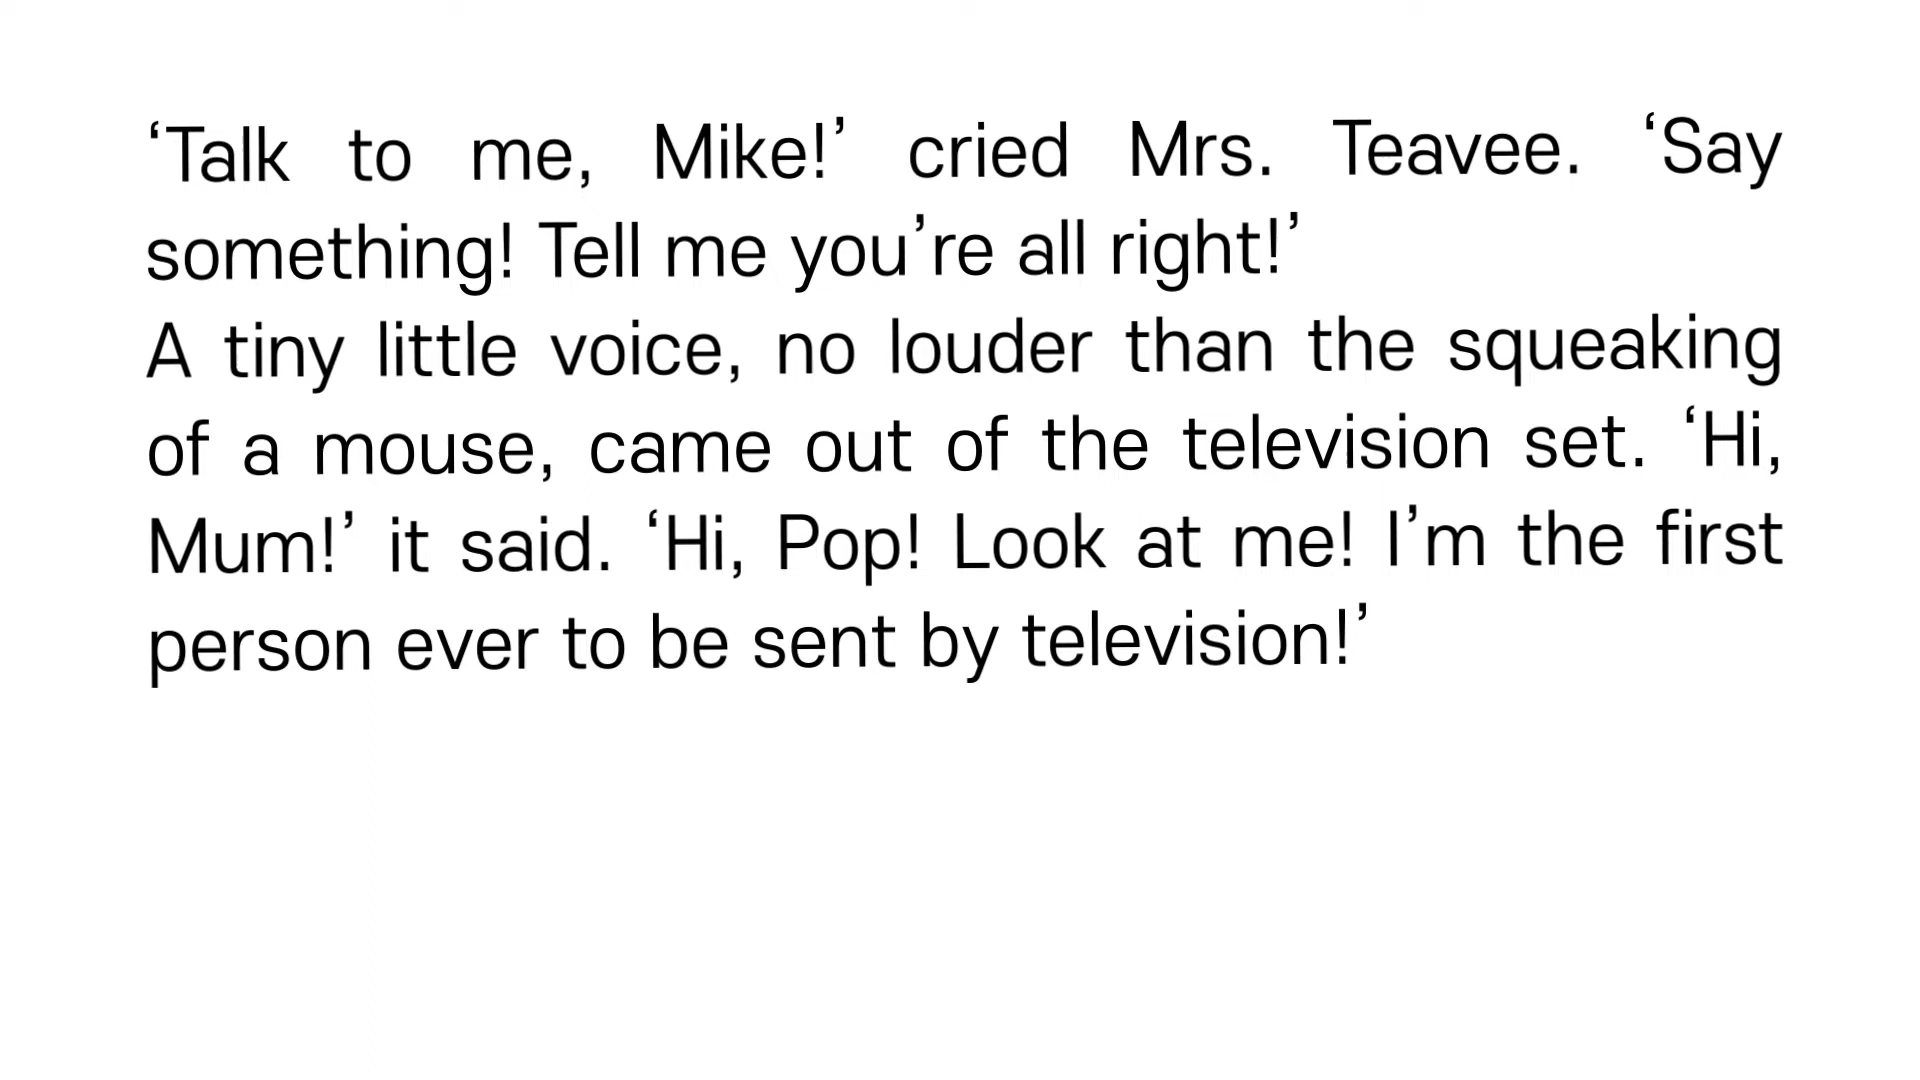 ‘Talk to me, Mike!’ cried Mrs. Teavee. ‘Say
something! Tell me you’re all right!’
A tiny little voice, no louder than the squeaking
of a mouse, came out of the television set. ‘Hi,
Mum!’ it said. ‘Hi, Pop! Look at me! I’m the first
person ever to be sent by television!’